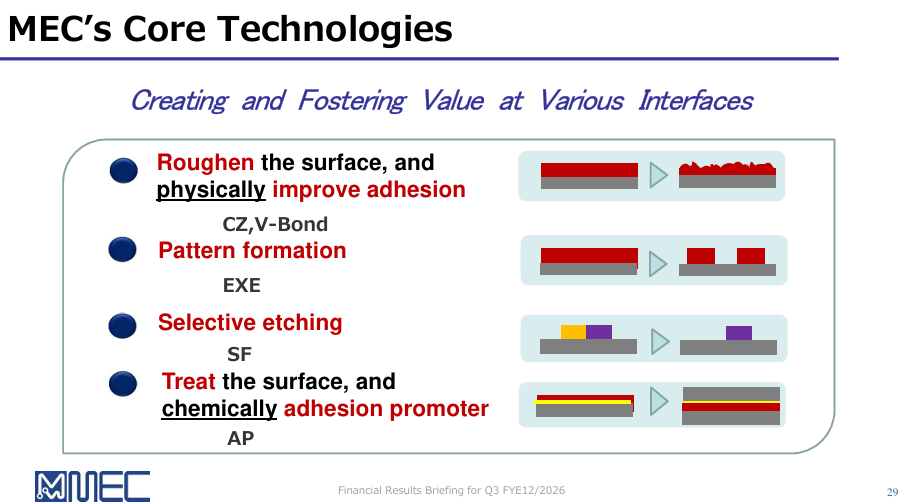 MEC’s Core Technologies
Creating and Fostering Value at Various Interfaces
Roughen the surface, and
physically improve adhesion
CZ,V-Bond
Pattern formation
EXE
Selective etching
SF
Treat the surface, and
chemically adhesion promoter
AP
MEC
Financial Results Briefing for Q3 FYE12/2026
29